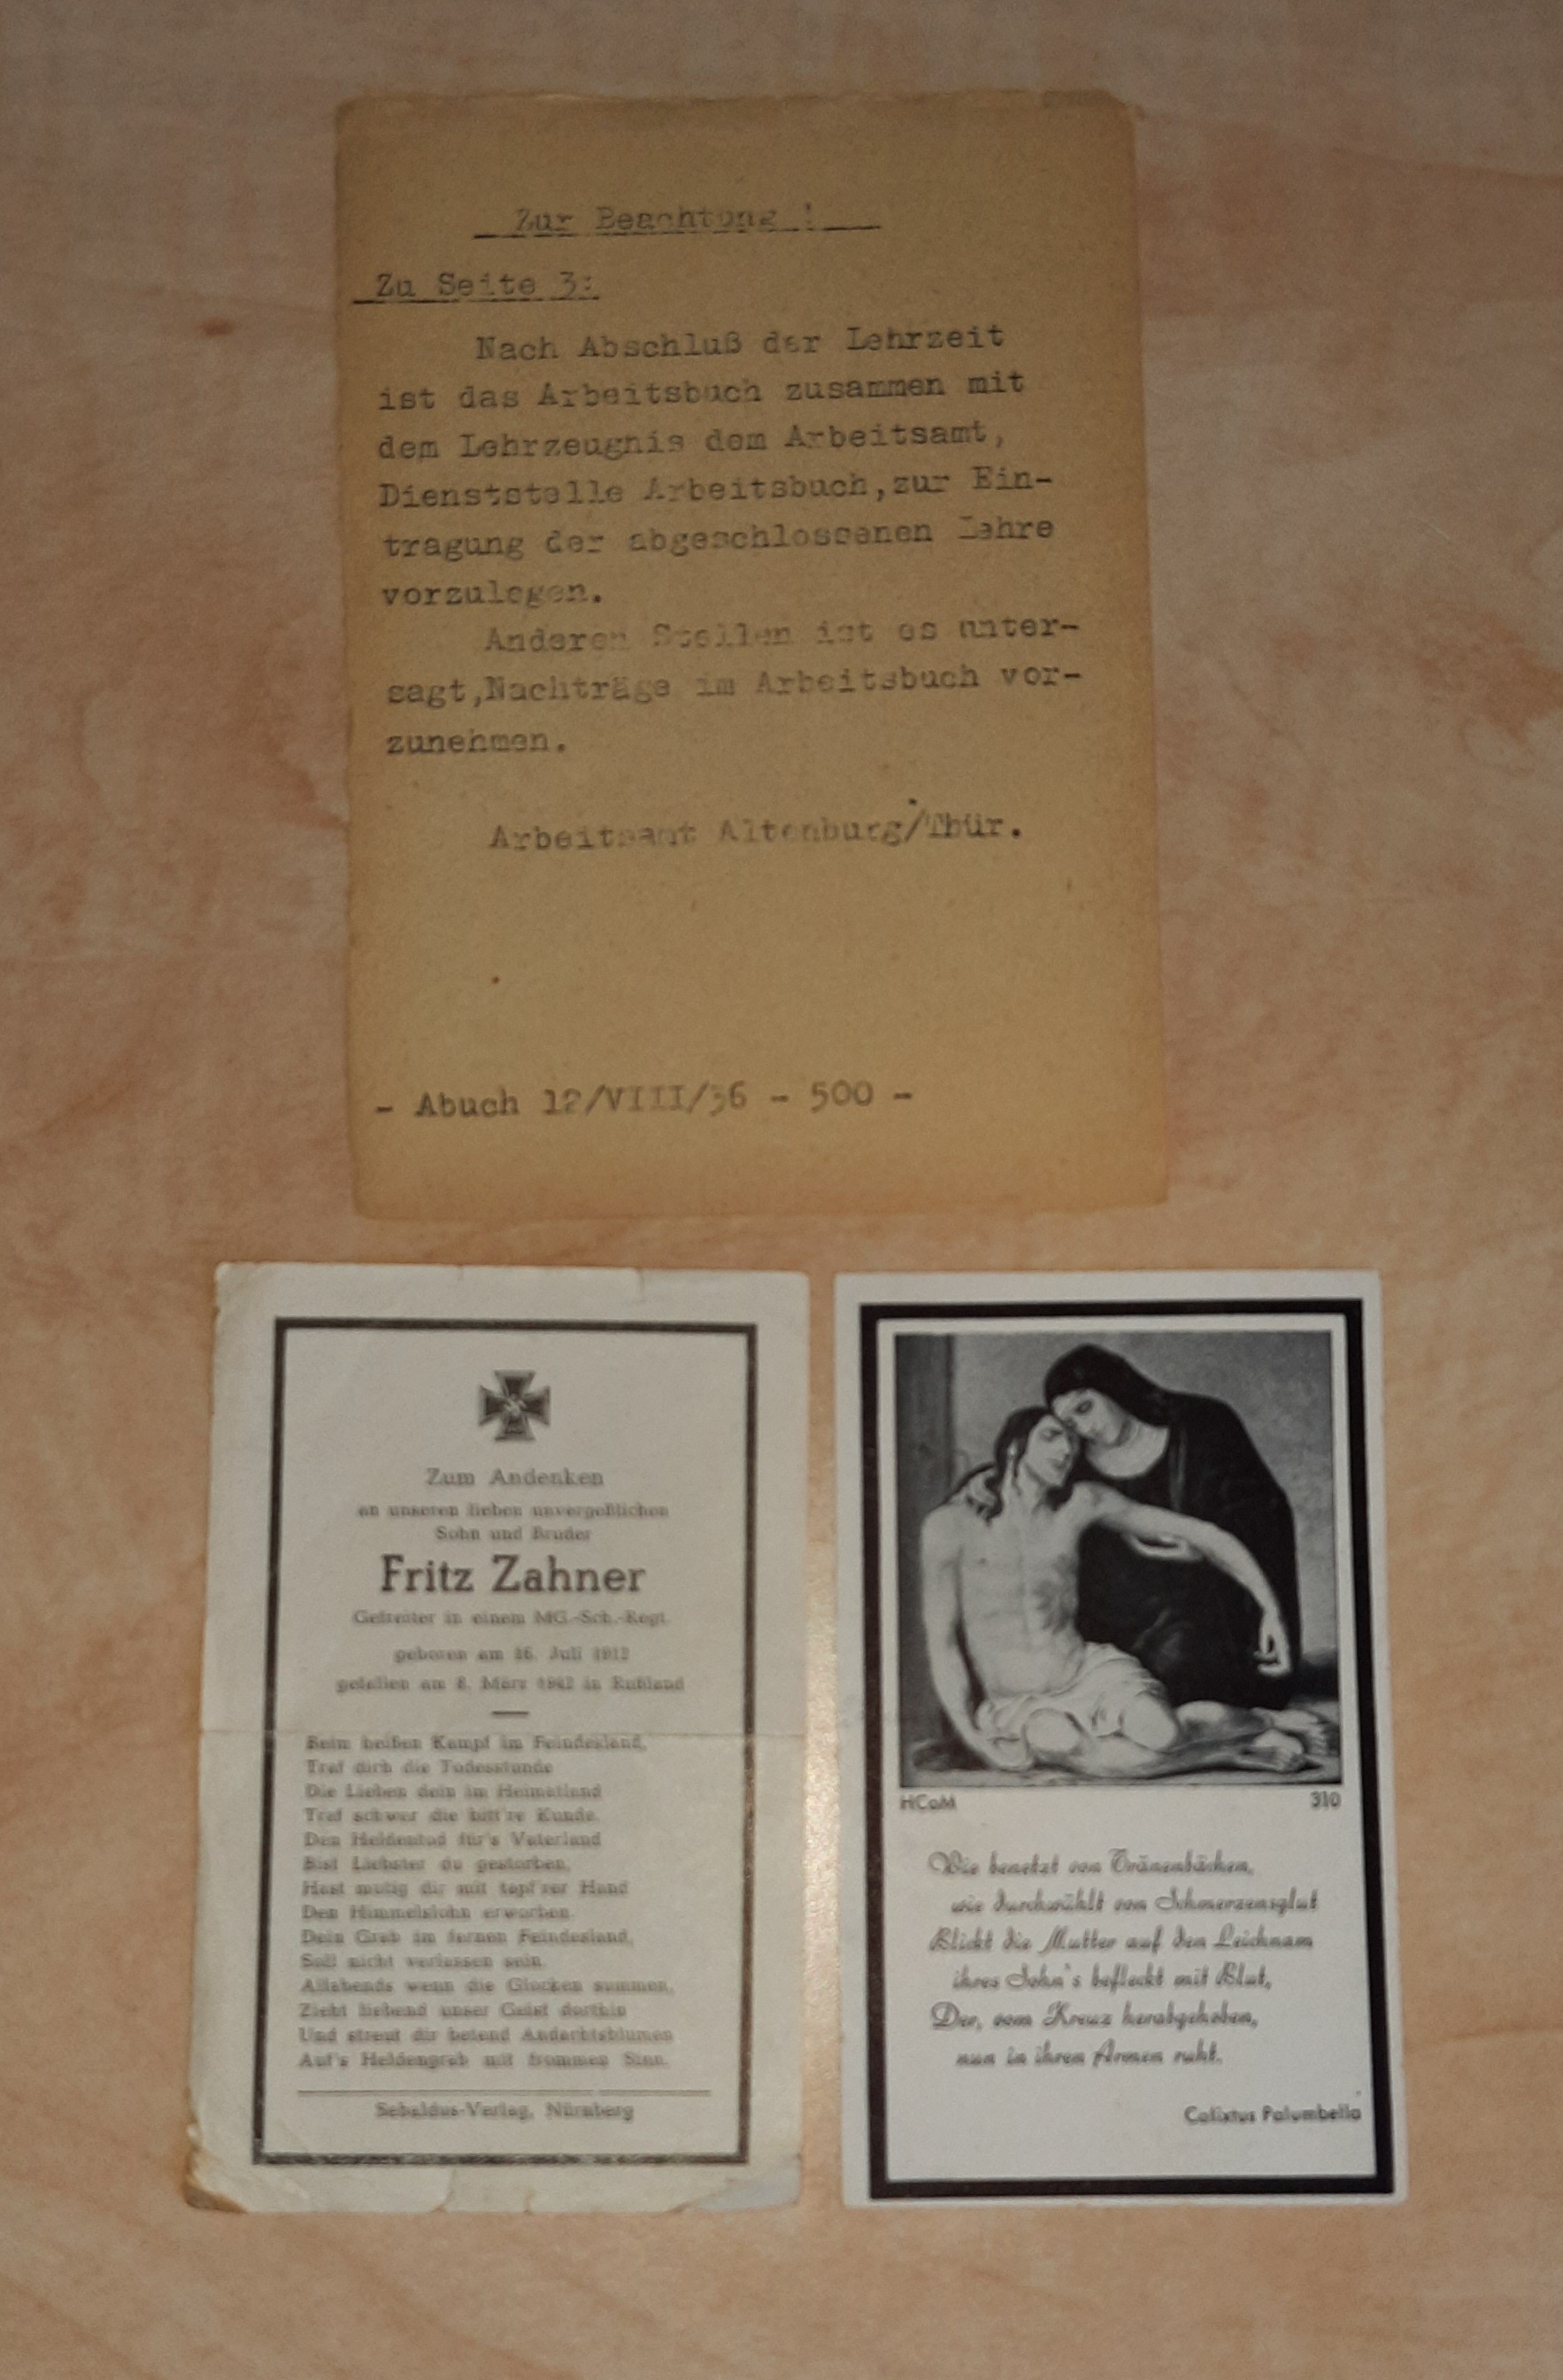 Zur Beachtung !
Zu Seite 3:
Nach Abschluß der Lehrzeit
ist das Arbeitsbuch zusammen mit
dem Lehrzeugnis dem Arbeitsamt,
Dienststelle Arbeitsbuch,zur Ein-
tragung der abgeschlossenen Lehre
vorzulegen.
Anderen Stellen ist es unter-
sagt,Nachträge im Arbeitsbuch vor-
zunehmen.
Arbeitsamt Altenburg/Thür.
- Abuch 12/VIII/36 - 500 -
Zum Andenken
an unseren lieben unvergeßlichen
Sohn und Bruder
Fritz Zahner
Gefreiter in einem MG.-Sch.-Regt.
geboren am Juli
gefallen am März 1942 in Rußland
Beim heißen Kampf im Feindesland,
Traf dich die Todesstunde
Die Lieben dein im Heimatland
Traf schwer die bitt're Kunde.
Den Heldentod für's Vaterland
Bist Liebster du gestorben,
Hast mutig dir mit tapf'rer Hand
Den Himmelslohn erworben
Dein Grab im fernen Feindesland,
Soll nicht verlassen sein.
Allabends wenn die Glocken summen,
Zieht liebend unser Geist dorthin
Und streut dir betend Andachtsblumen
Auf's Heldengrab mit frommen Sinn.
Sebaldus-Verlag, Nürnberg
HCoM 310
Wie benetzt von Tränenbächen,
wie durchwühlt von Schmerzensglut
Blickt die Mutter auf den Leichnam
ihres Sohn's befleckt mit Blut,
Der, vom Kreuz herabgehoben,
nun in ihren Armen ruht.
Calixtus Palumbella